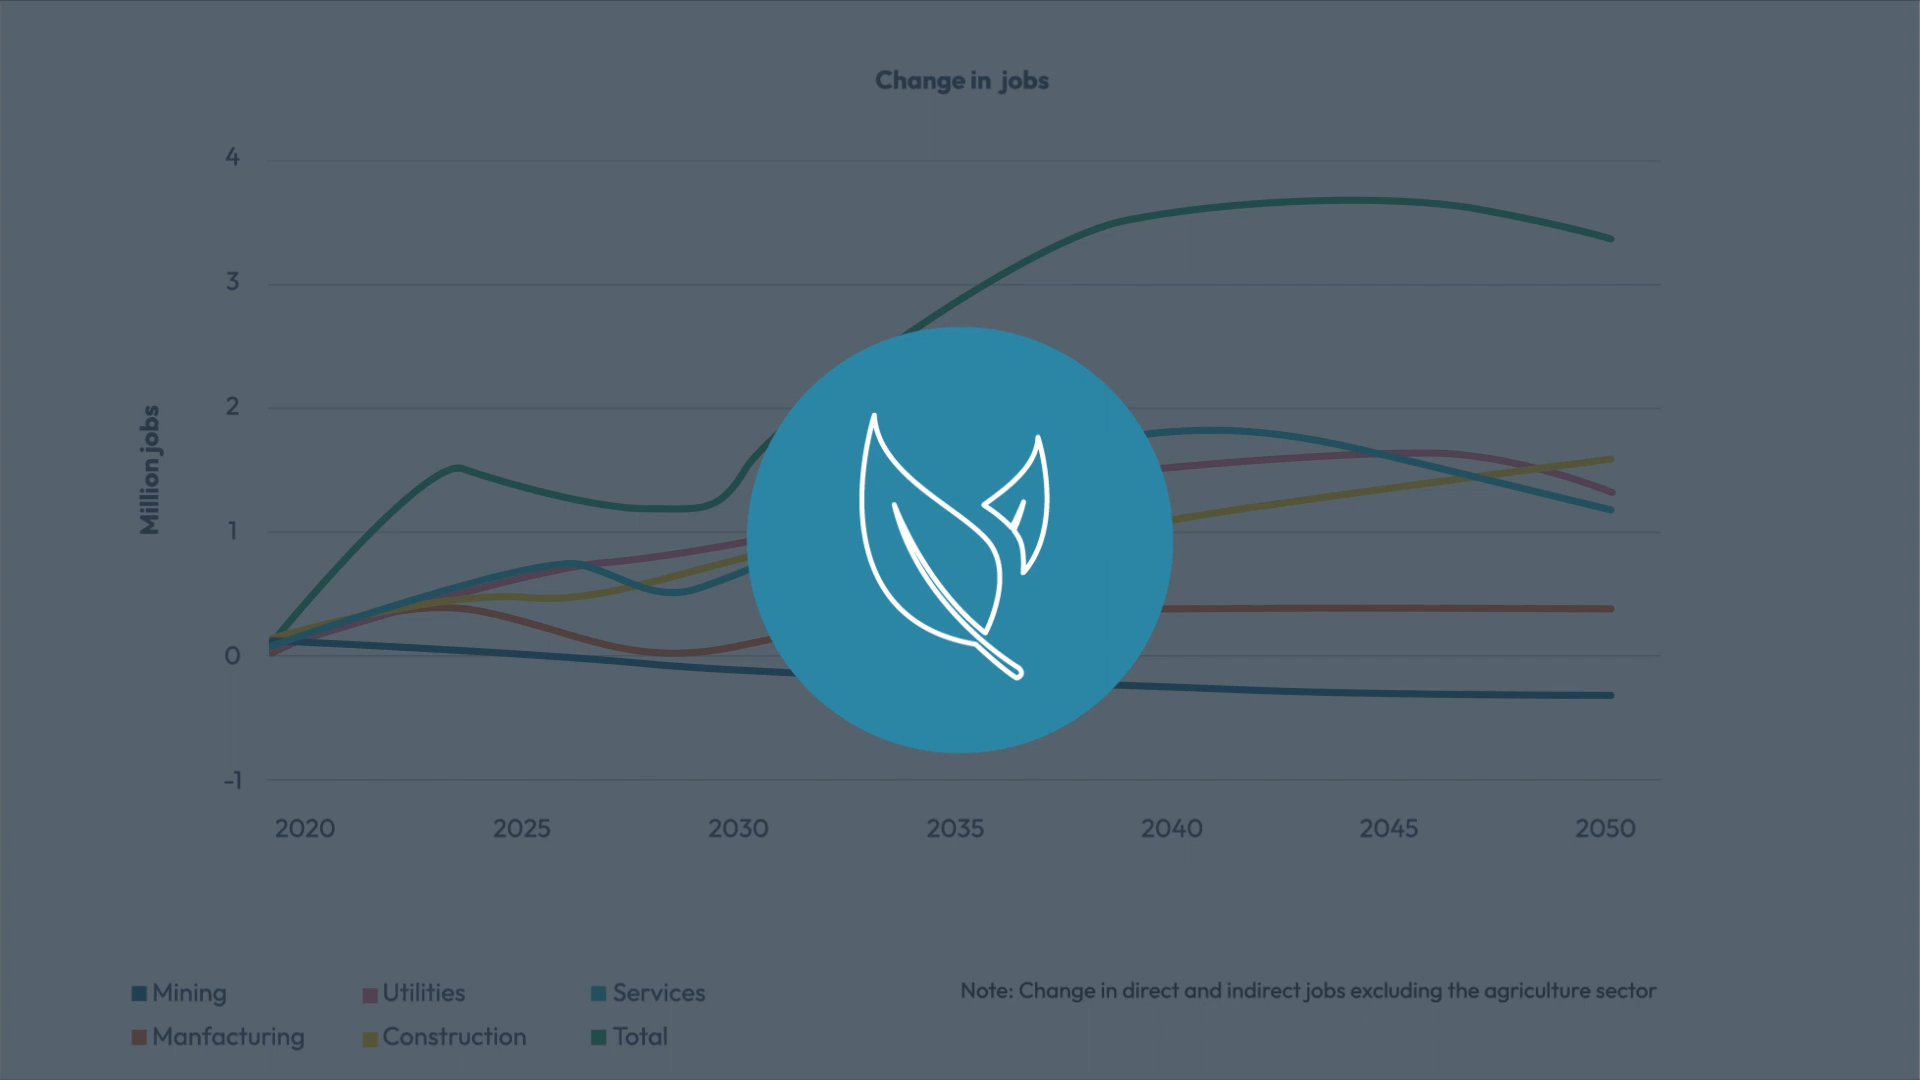 Change in jobs
4
3
2
1
0
-1
Million jobs
2020 2025 2030 2035 2040 2045 2050
Mining Utilities Services
Manfacturing Construction Total
Note: Change in direct and indirect jobs excluding the agriculture sector